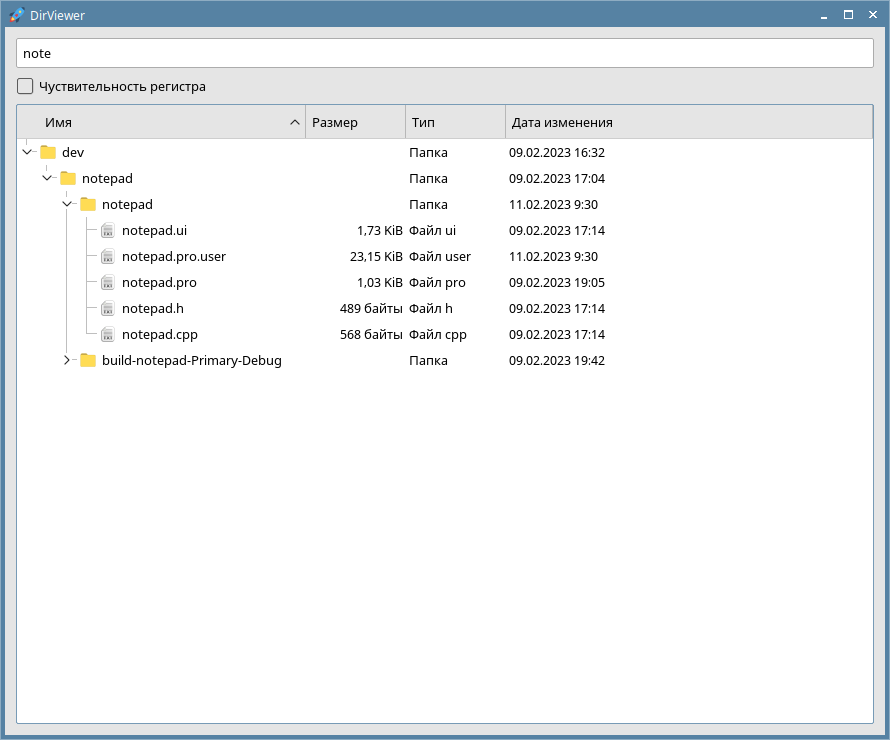 DirViewer
note
Чуствительность регистра
Имя Размер Тип Дата изменения
dev Папка 09.02.2023 16:32
notepad Папка 09.02.2023 17:04
notepad Папка 11.02.2023 9:30
notepad.ui 1,73 KiB Файл ui 09.02.2023 17:14
notepad.pro.user 23,15 KiB Файл user 11.02.2023 9:30
notepad.pro 1,03 KiB Файл pro 09.02.2023 19:05
notepad.h 489 байты Файл h 09.02.2023 17:14
notepad.cpp 568 байты Файл cpp 09.02.2023 17:14
build-notepad-Primary-Debug Папка 09.02.2023 19:42